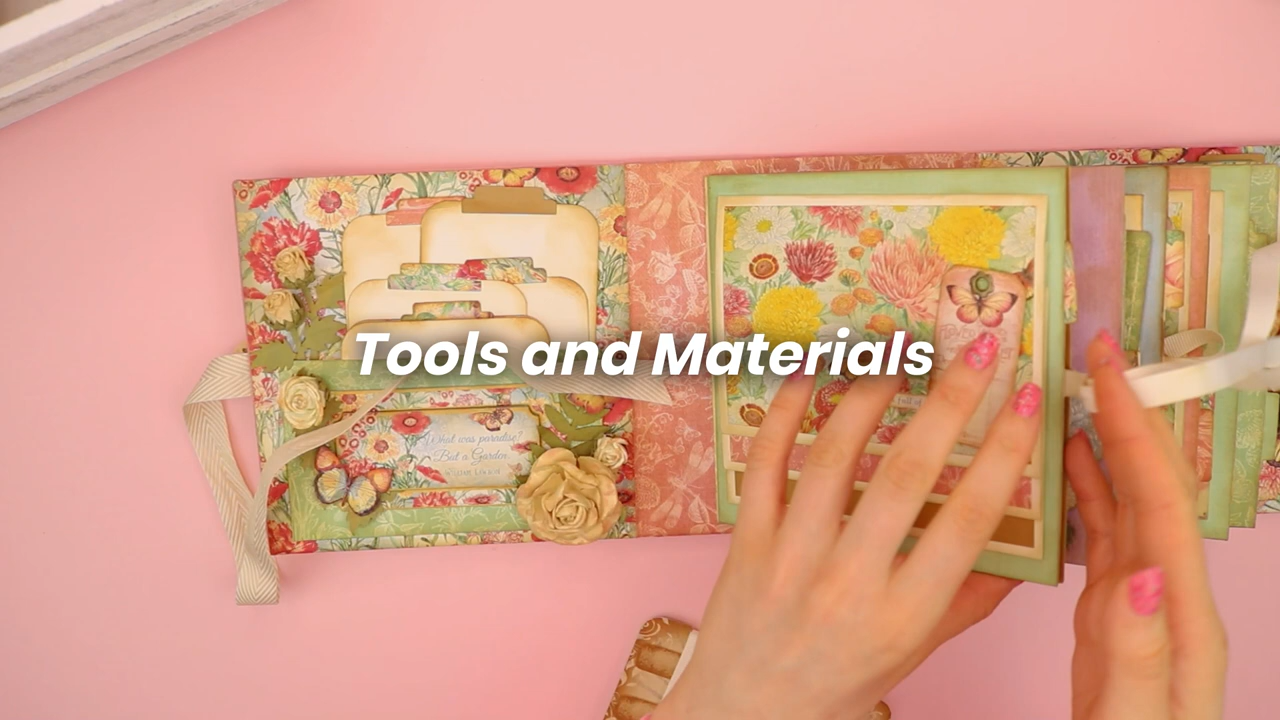 Tools and Materials
What was paradise?
But a Garden.